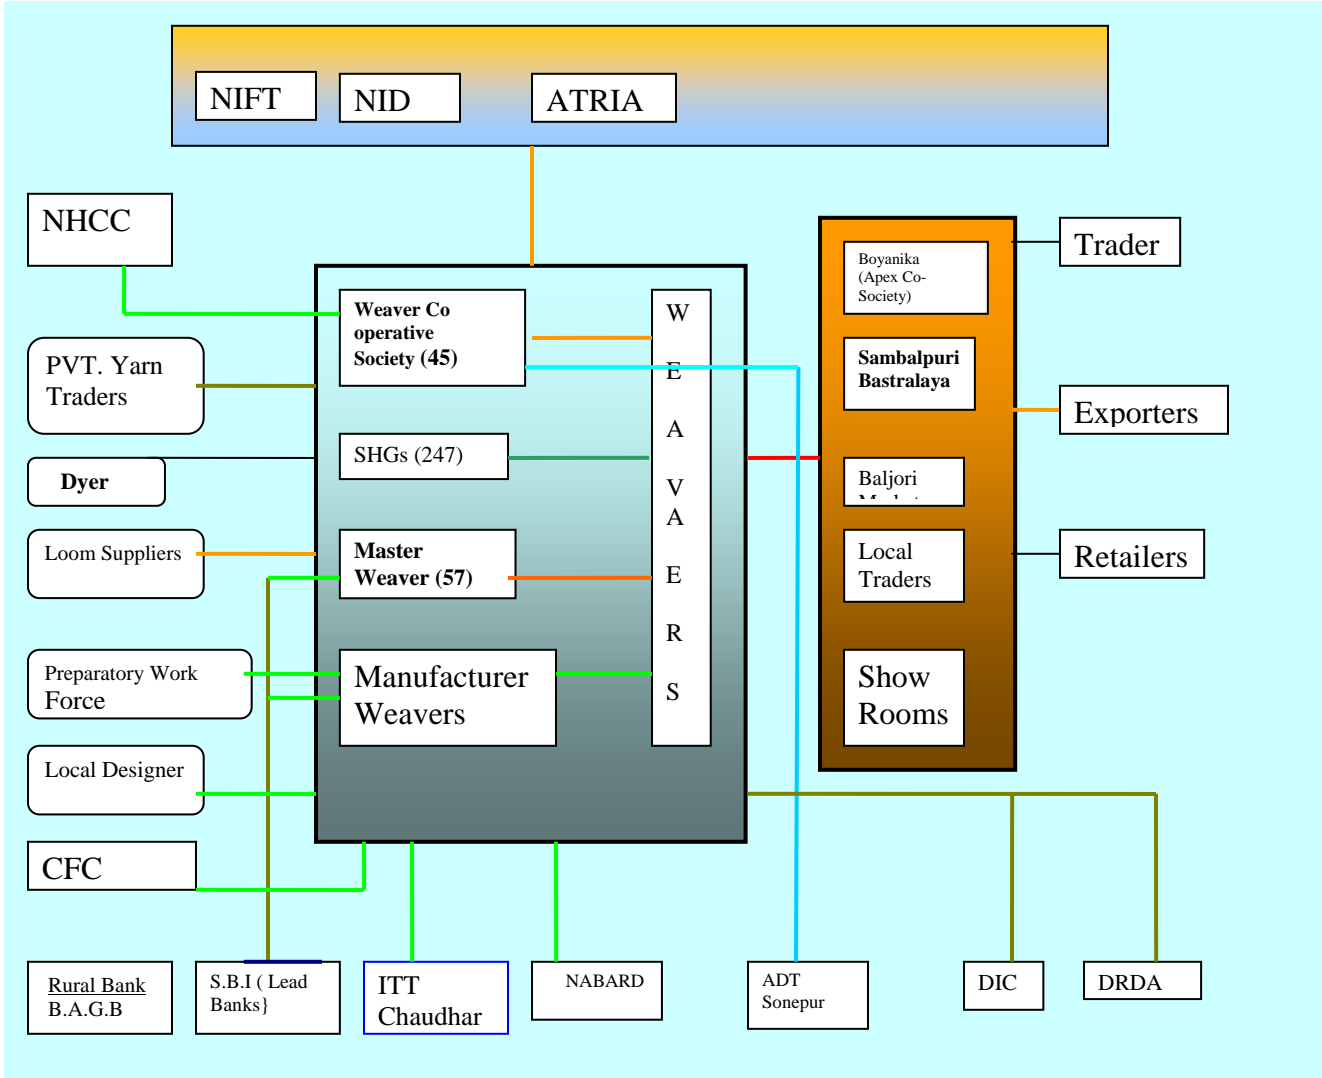 NIFT
NID
ATRIA
NHCC
PVT. Yarn
Traders
Dyer
Loom Suppliers
Preparatory Work
Force
Local Designer
CFC
Weaver Co
operative
Society (45)
SHGs (247)
Master
Weaver (57)
Manufacturer
Weavers
W
E
A
V
A
E
R
S
Boyanika
(Apex Co-
Society)
Sambalpuri
Bastralaya
Baljori
Local
Traders
Show
Rooms
Trader
Exporters
Retailers
Rural Bank
B.A.G.B
S.B.I ( Lead
Banks}
ITT
Chaudhar
NABARD
ADT
Sonepur
DIC
DRDA